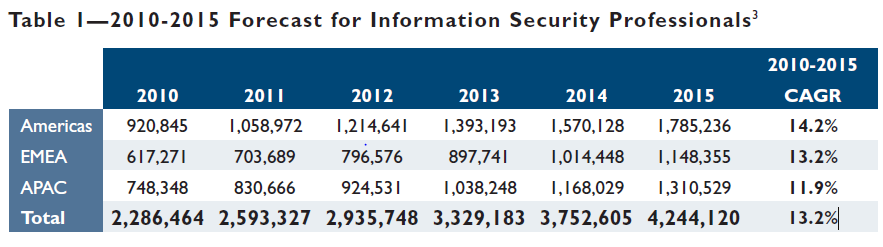 Table 1—2010-2015 Forecast for Information Security Professionals3
2010-2015
2010 2011 2012 2013 2014 2015 CAGR
Americas 920,845 1,058,972 1,214,641 1,393,193 1,570,128 1,785,236 14.2%
EMEA 617,271 703,689 796,576 897,741 1,014,448 1,148,355 13.2%
APAC 748,348 830,666 924,531 1,038,248 1,168,029 1,310,529 11.9%
Total 2,286,464 2,593,327 2,935,748 3,329,183 3,752,605 4,244,120 13.2%